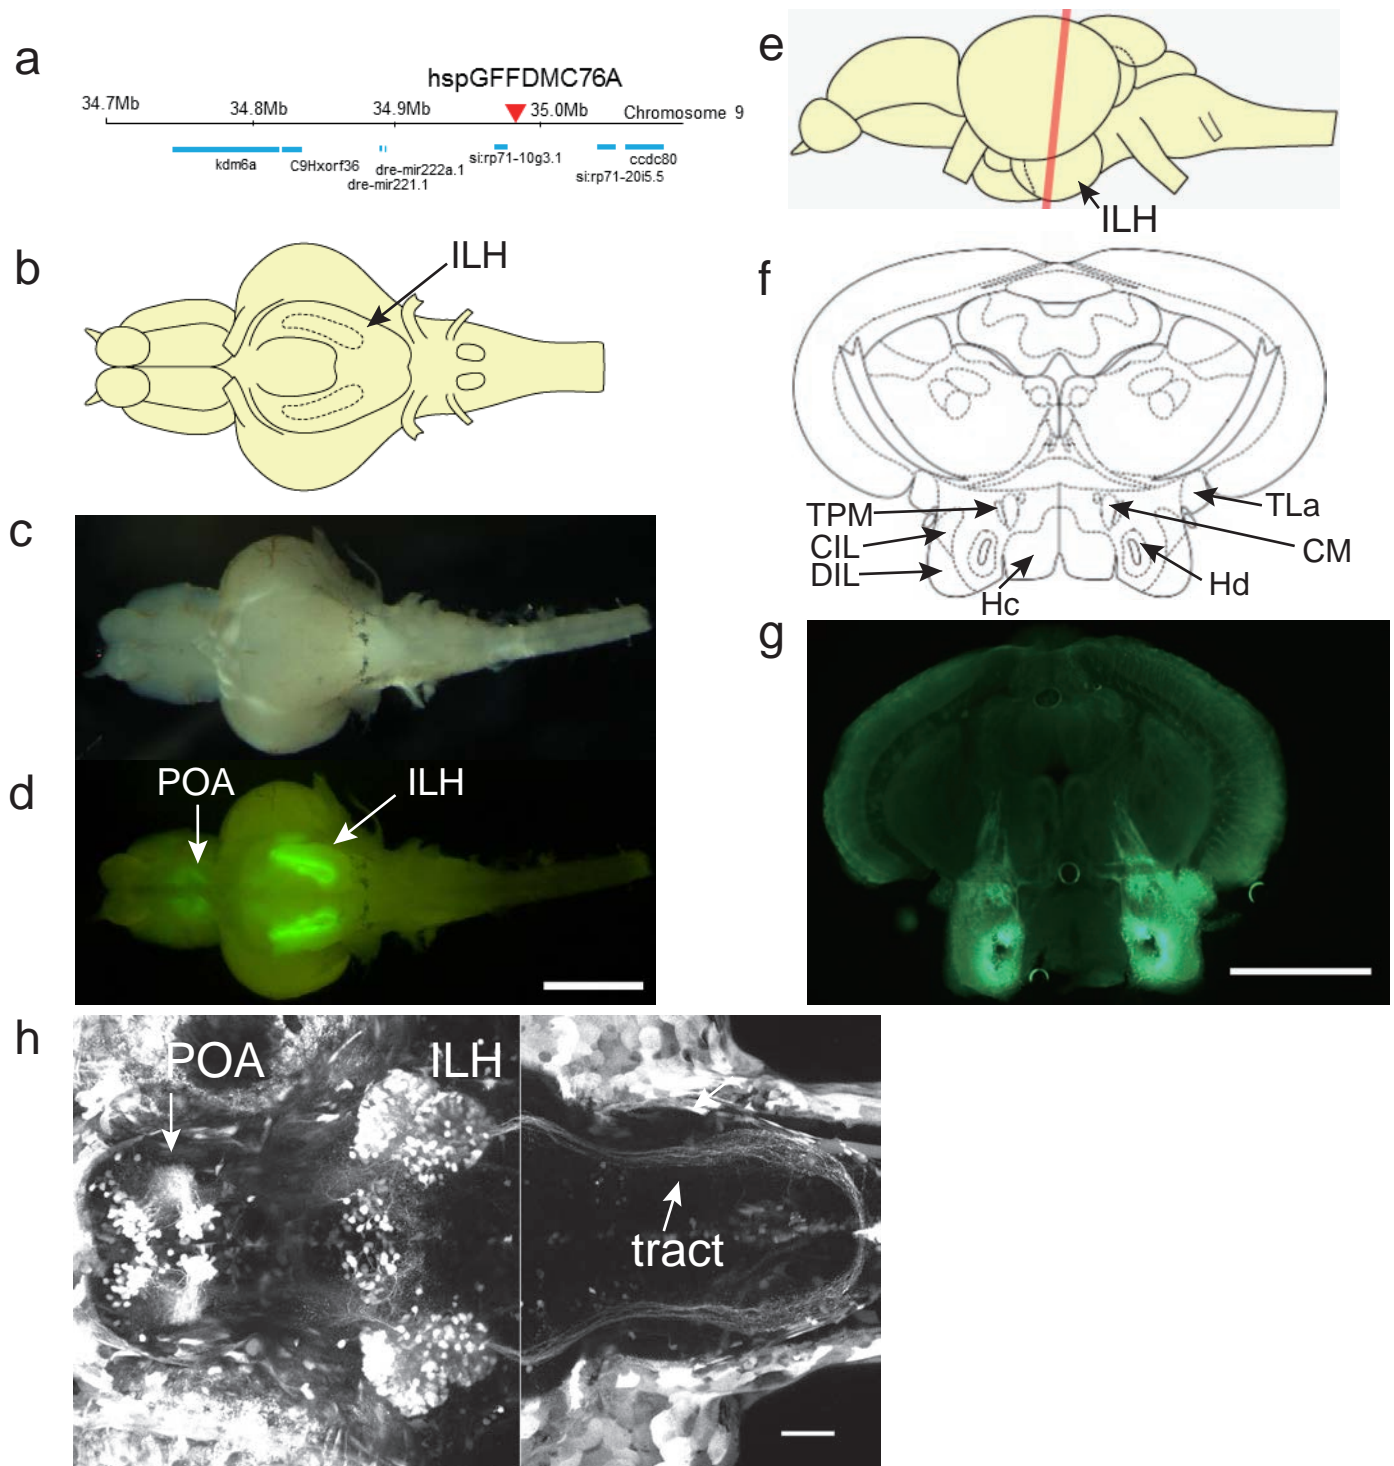 a
hspGFFDMC76A
34.7Mb 34.8Mb 34.9Mb 35.0Mb Chromosome 9
kdm6a C9Hxorf36 dre-mir222a.1 si:rp71-10g3.1 ccdc80
dre-mir221.1 si:rp71-20i5.5
b
ILH
c
d
POA ILH
e
ILH
f
TPM
CIL
DIL
Hc
TLa
CM
Hd
g
h
POA ILH
tract